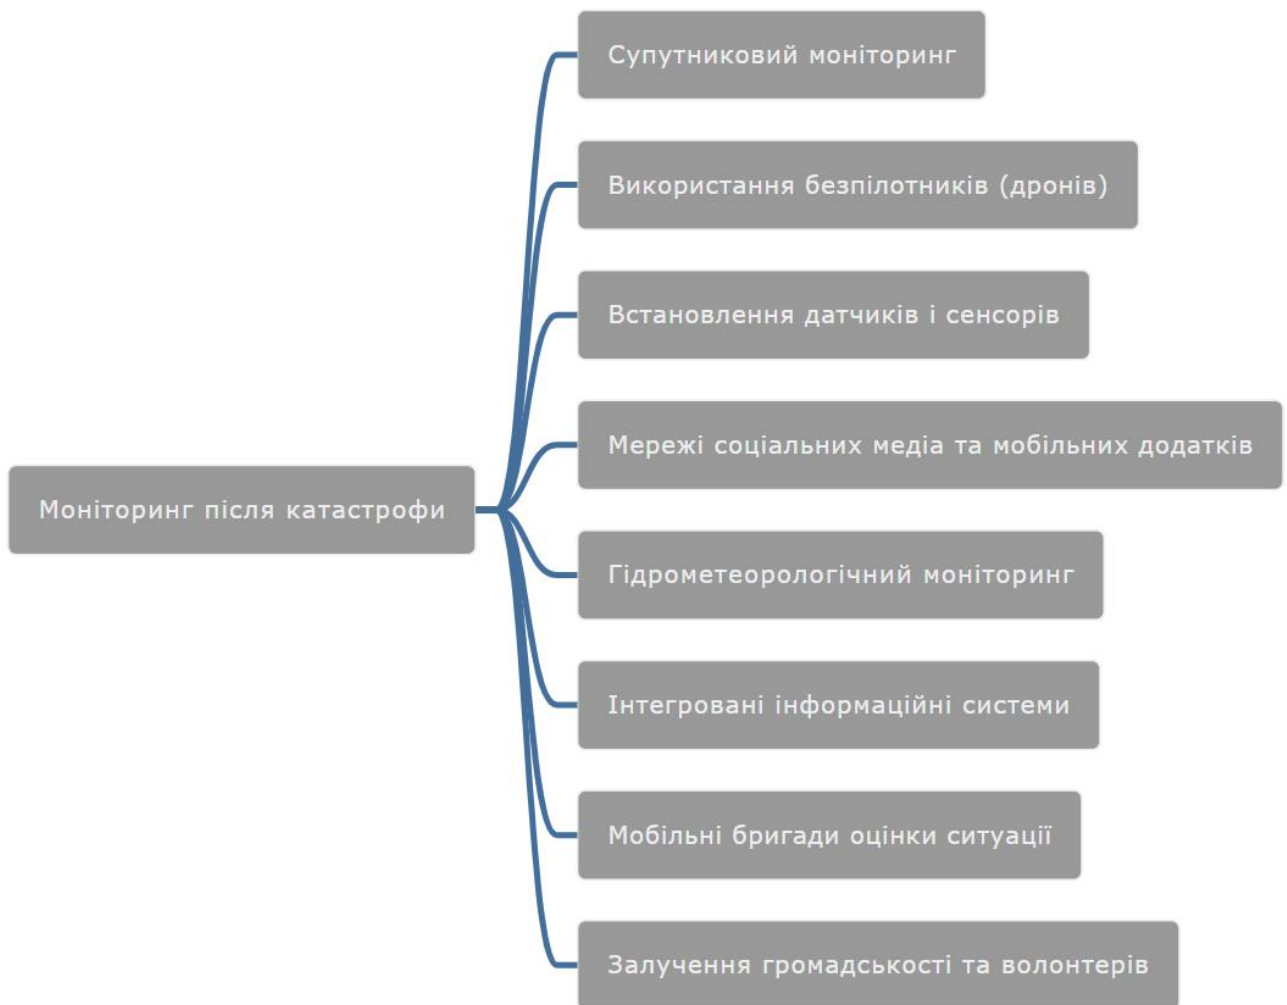 Супутниковий моніторинг
Використання безпілотників (дронів)
Встановлення датчиків і сенсорів
Мережі соціальних медіа та мобільних додатків
Моніторинг після катастрофи
Гідрометеорологічний моніторинг
Інтегровані інформаційні системи
Мобільні бригади оцінки ситуації
Залучення громадськості та волонтерів